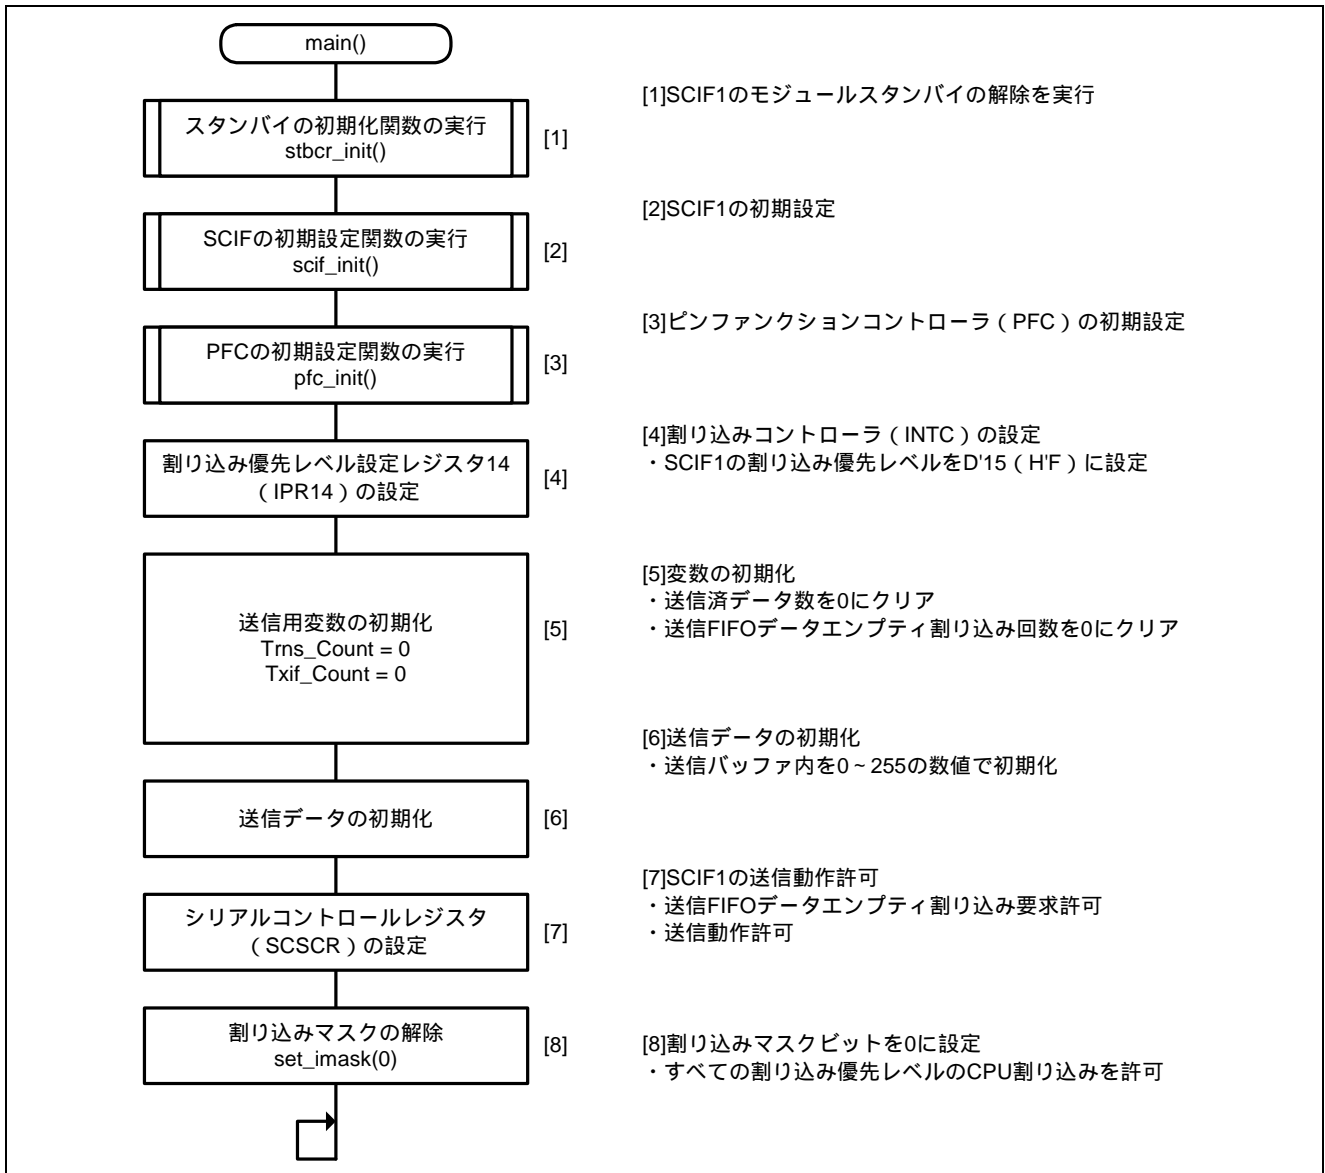 main()
スタンバイの初期化関数の実行
stbcr_init()
[1]
[1]SCIF1のモジュールスタンバイの解除を実行
SCIFの初期設定関数の実行
scif_init()
[2]
[2]SCIF1の初期設定
PFCの初期設定関数の実行
pfc_init()
[3]
[3]ピンファンクションコントローラ（PFC）の初期設定
割り込み優先レベル設定レジスタ14
（IPR14）の設定
[4]
[4]割り込みコントローラ（INTC）の設定
・SCIF1の割り込み優先レベルをD'15（H'F）に設定
送信用変数の初期化
Trns_Count = 0
Txif_Count = 0
[5]
[5]変数の初期化
・送信済データ数を0にクリア
・送信FIFOデータエンプティ割り込み回数を0にクリア
送信データの初期化
[6]
[6]送信データの初期化
・送信バッファ内を0～255の数値で初期化
シリアルコントロールレジスタ
（SCSCR）の設定
[7]
[7]SCIF1の送信動作許可
・送信FIFOデータエンプティ割り込み要求許可
・送信動作許可
割り込みマスクの解除
set_imask(0)
[8]
[8]割り込みマスクビットを0に設定
・すべての割り込み優先レベルのCPU割り込みを許可